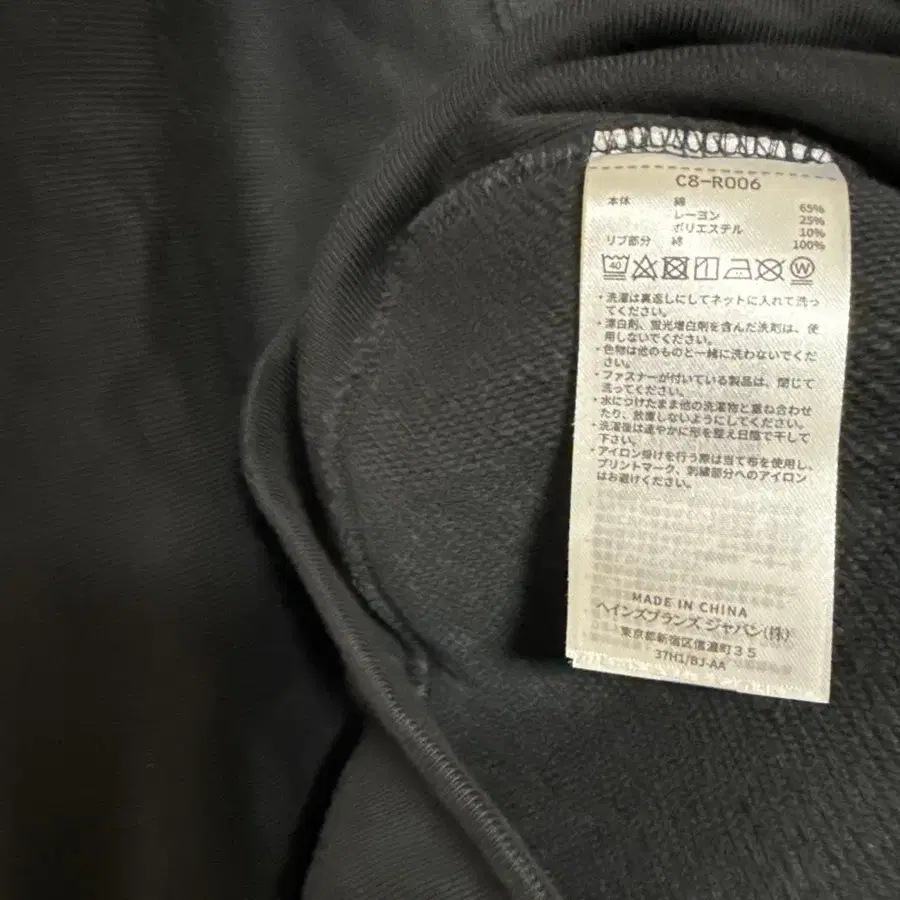 C8-R006
本体 綿 65%
レーヨン 25%
ポリエステル 10%
リブ部分 綿 100%
40 W
・洗濯は裏返しにしてネットに入れて洗っ
てください。
・漂白剤、蛍光増白剤を含んだ洗剤は、使
用しないでください。
・色物は他のものと一緒に洗わないでくだ
さい。
・ファスナーが付いている製品は、閉じて
洗ってください。
・水につけたまま他の洗濯物と重ね合わせ
たり、放置しないようにしてください。
・洗濯後は速やかに形を整え日陰で干して
下さい。
・アイロン掛けを行う際は当て布を使用し、
プリントマーク、刺繍部分へのアイロン
はお避けください。
MADE IN CHINA
ヘインズブランズ ジャパン(株)
東京都新宿区信濃町35
37H1/BJ-AA